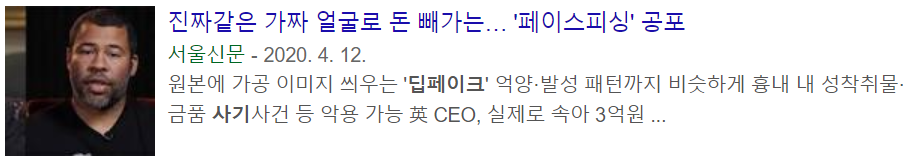 진짜같은 가짜 얼굴로 돈 빼가는… '페이스피싱' 공포
서울신문 - 2020. 4. 12.
원본에 가공 이미지 씌우는 '딥페이크' 악양·발성 패턴까지 비슷하게 흉내 내 성착취물·
금품 사기사건 등 악용 가능 英 CEO, 실제로 속아 3억원 ...